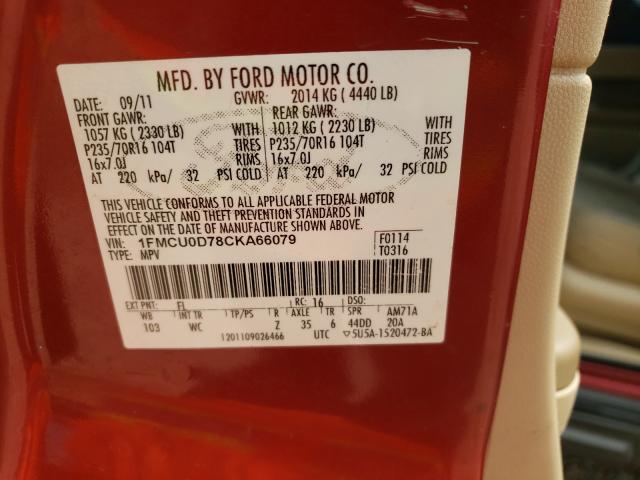 MFD. BY FORD MOTOR CO.
DATE: 09/11 GVWR: 2014 KG ( 4440 LB)
FRONT GAWR: REAR GAWR:
1057 KG ( 2330 LB) WITH 1012 KG ( 2230 LB) WITH
P235/70R16 104T TIRES P235/70R16 104T TIRES
16x7.0J RIMS 16x7.0J RIMS
AT 220 kPa/ 32 PSI COLD AT 220 kPa/ 32 PSI COLD
THIS VEHICLE CONFORMS TO ALL APPLICABLE FEDERAL MOTOR
VEHICLE SAFETY AND THEFT PREVENTION STANDARDS IN
EFFECT ON THE DATE OF MANUFACTURE SHOWN ABOVE.
VIN: 1FMCU0D78CKA66079 F0114
TYPE: MPV T0316
EXT PNT: FL RC: 16 DSO:
WB INT TR TP/PS R AXLE TR SPR AM71A
103 WC Z 35 6 44DD 20A
1201109026466 UTC ▽5U5A-1520472-BA